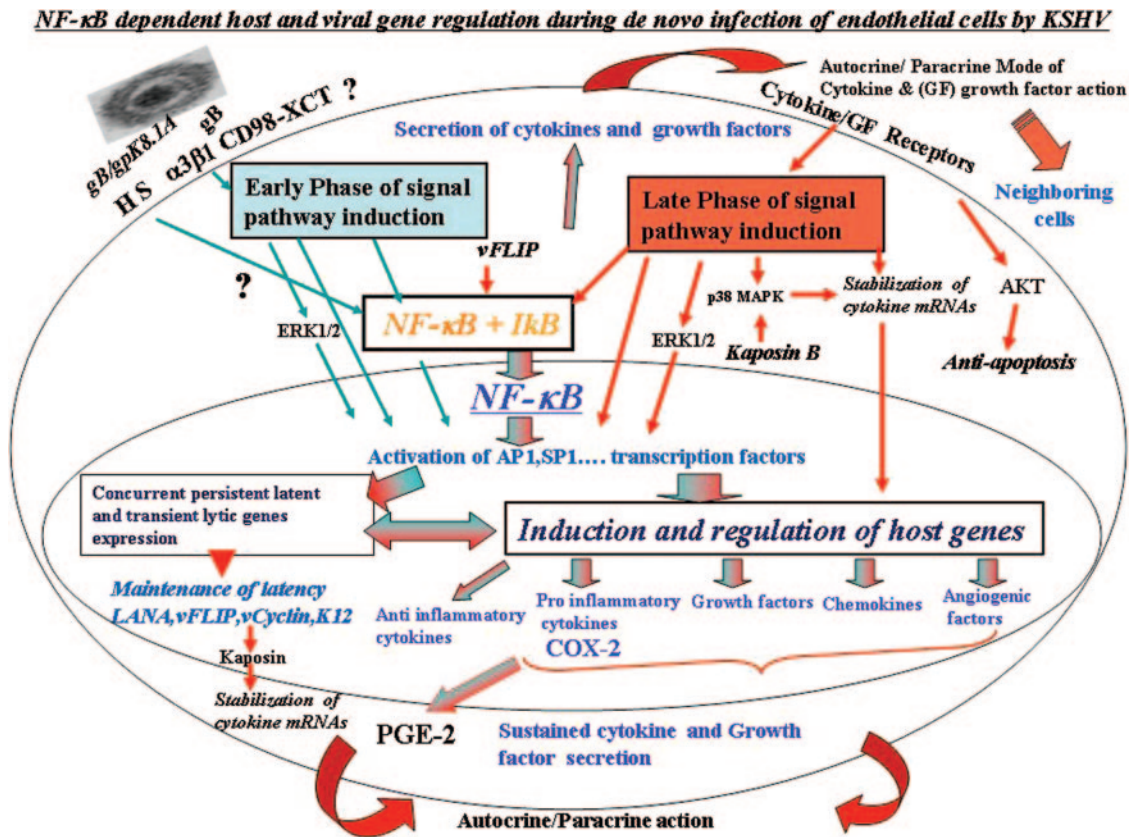 NF-κB dependent host and viral gene regulation during de novo infection of endothelial cells by KSHV
Autocrine/ Paracrine Mode of
Cytokine & (GF) growth factor action
gB/gpK8.1A
gB
HS α3β1 CD98-XCT ?
Cytokine/GF Receptors
Secretion of cytokines and growth factors
Neighboring
cells
Early Phase of signal
pathway induction
Late Phase of signal
pathway induction
vFLIP
?
ERK1/2
NF-κB + IkB
p38 MAPK
Stabilization of
cytokine mRNAs
AKT
ERK1/2
Kaposin B
Anti-apoptosis
NF-κB
Activation of AP1,SP1.... transcription factors
Concurrent persistent latent
and transient lytic genes
expression
Induction and regulation of host genes
Maintenance of latency
LANA,vFLIP,vCyclin,K12
Anti inflammatory
cytokines
Pro inflammatory
cytokines
COX-2
Growth factors
Chemokines
Angiogenic
factors
Kaposin
Stabilization of
cytokine mRNAs
PGE-2
Sustained cytokine and Growth
factor secretion
Autocrine/Paracrine action